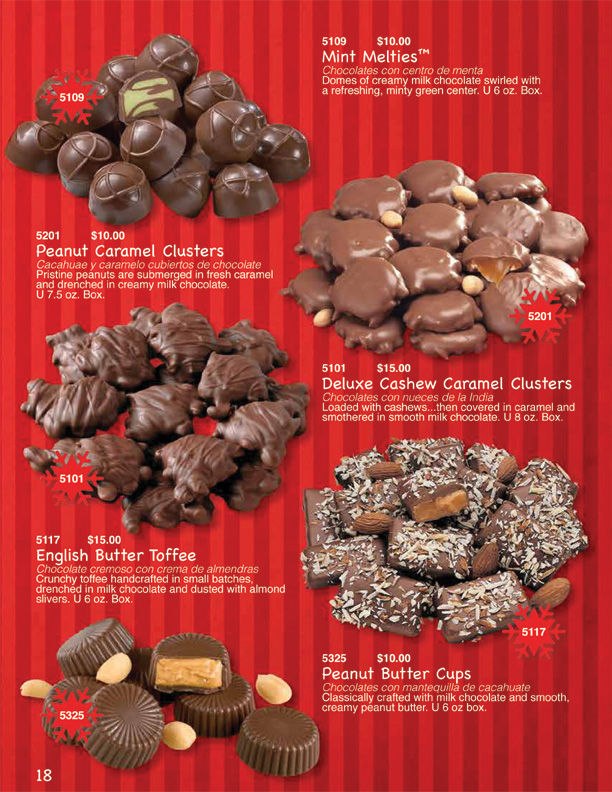 5109 $10.00
Mint Melties™
Chocolates con centro de menta
Domes of creamy milk chocolate swirled with
a refreshing, minty green center. U 6 oz. Box.
5109
5201 $10.00
Peanut Caramel Clusters
Cacahuae y caramelo cubiertos de chocolate
Pristine peanuts are submerged in fresh caramel
and drenched in creamy milk chocolate.
U 7.5 oz. Box.
5201
5101 $15.00
Deluxe Cashew Caramel Clusters
Chocolates con nueces de la India
Loaded with cashews...then covered in caramel and
smothered in smooth milk chocolate. U 8 oz. Box.
5101
5117 $15.00
English Butter Toffee
Chocolate cremoso con crema de almendras
Crunchy toffee handcrafted in small batches,
drenched in milk chocolate and dusted with almond
slivers. U 6 oz. Box.
5117
5325 $10.00
Peanut Butter Cups
Chocolates con mantequilla de cacahuate
Classically crafted with milk chocolate and smooth,
creamy peanut butter. U 6 oz box.
5325
18